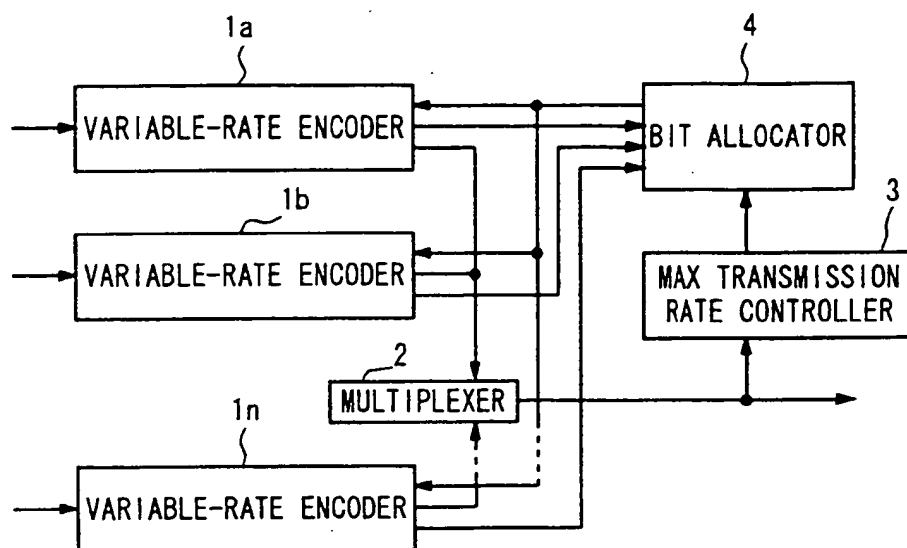 1a
VARIABLE-RATE ENCODER
4
BIT ALLOCATOR
1b
VARIABLE-RATE ENCODER
3
MAX TRANSMISSION
RATE CONTROLLER
2
MULTIPLEXER
1n
VARIABLE-RATE ENCODER